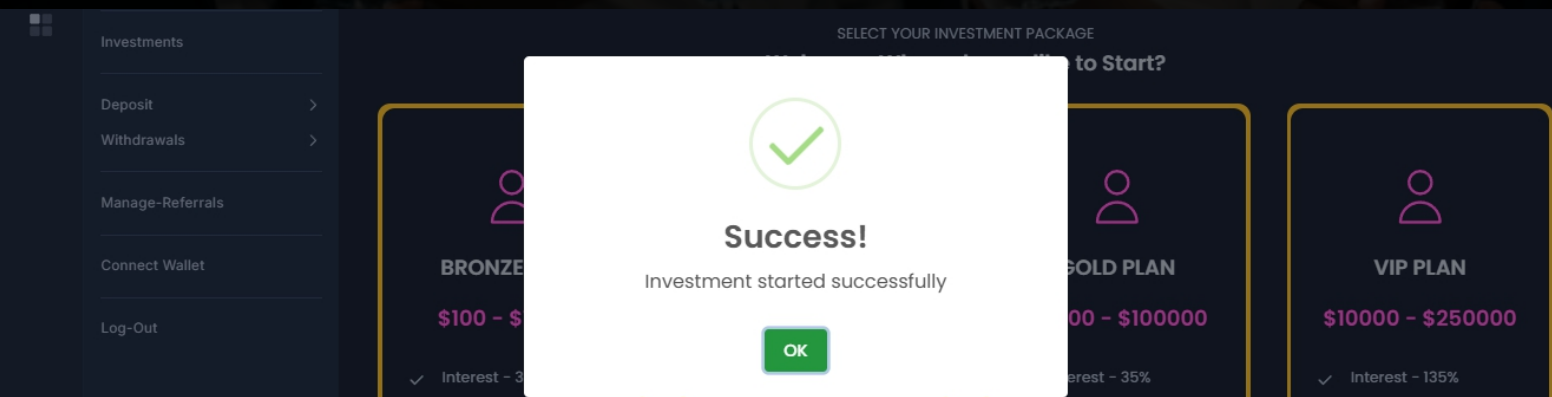 Investments
Deposit
Withdrawals
Manage-Referrals
Connect Wallet
Log-Out
SELECT YOUR INVESTMENT PACKAGE
to Start?
BRONZE
$100 - $
Interest - 3
Success!
Investment started successfully
OK
GOLD PLAN
00 - $100000
erest - 35%
VIP PLAN
$10000 - $250000
Interest - 135%